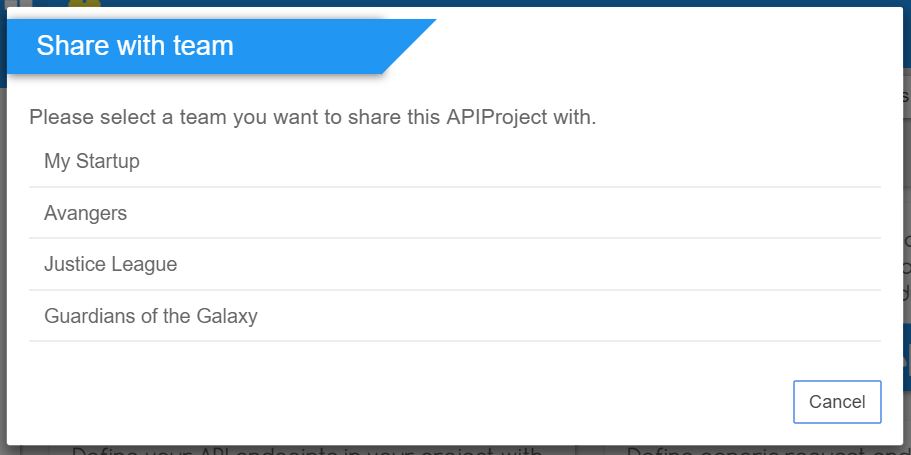 Share with team
Please select a team you want to share this APIProject with.
My Startup
Avangers
Justice League
Guardians of the Galaxy
Cancel